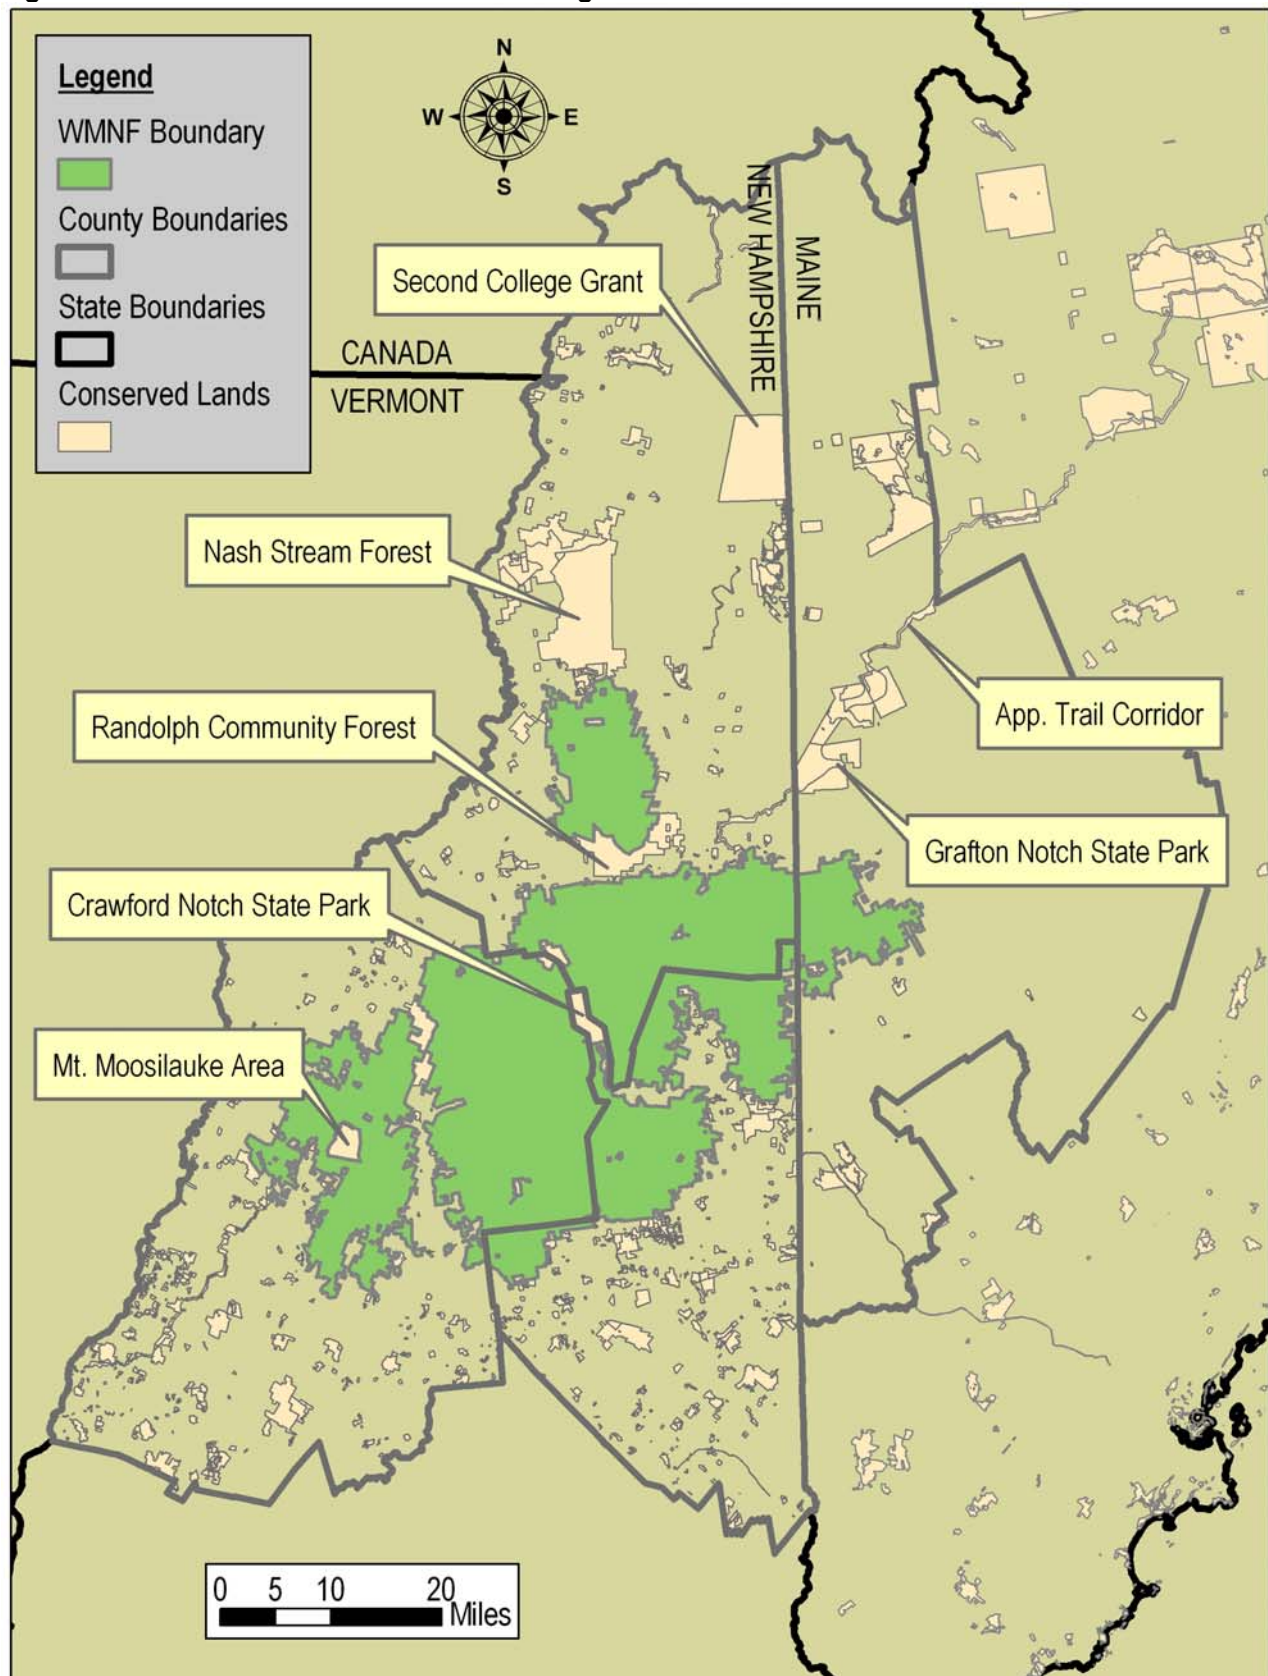 Legend
WMNF Boundary
County Boundaries
State Boundaries
Conserved Lands
N
W E
S
CANADA
VERMONT
NEW HAMPSHIRE
MAINE
Second College Grant
Nash Stream Forest
Randolph Community Forest
App. Trail Corridor
Grafton Notch State Park
Crawford Notch State Park
Mt. Moosilauke Area
0 5 10 20
Miles